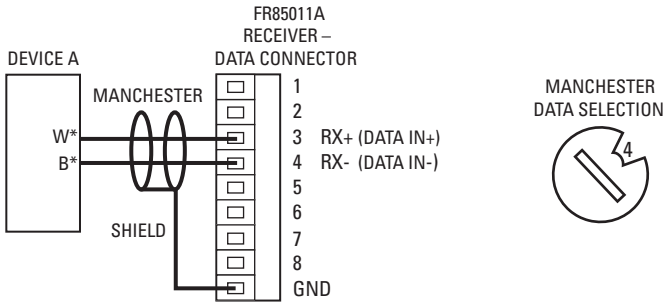 FR85011A
RECEIVER –
DATA CONNECTOR
DEVICE A
MANCHESTER
W*
B*
SHIELD
1
2
3 RX+ (DATA IN+)
4 RX- (DATA IN-)
5
6
7
8
GND
MANCHESTER
DATA SELECTION
4